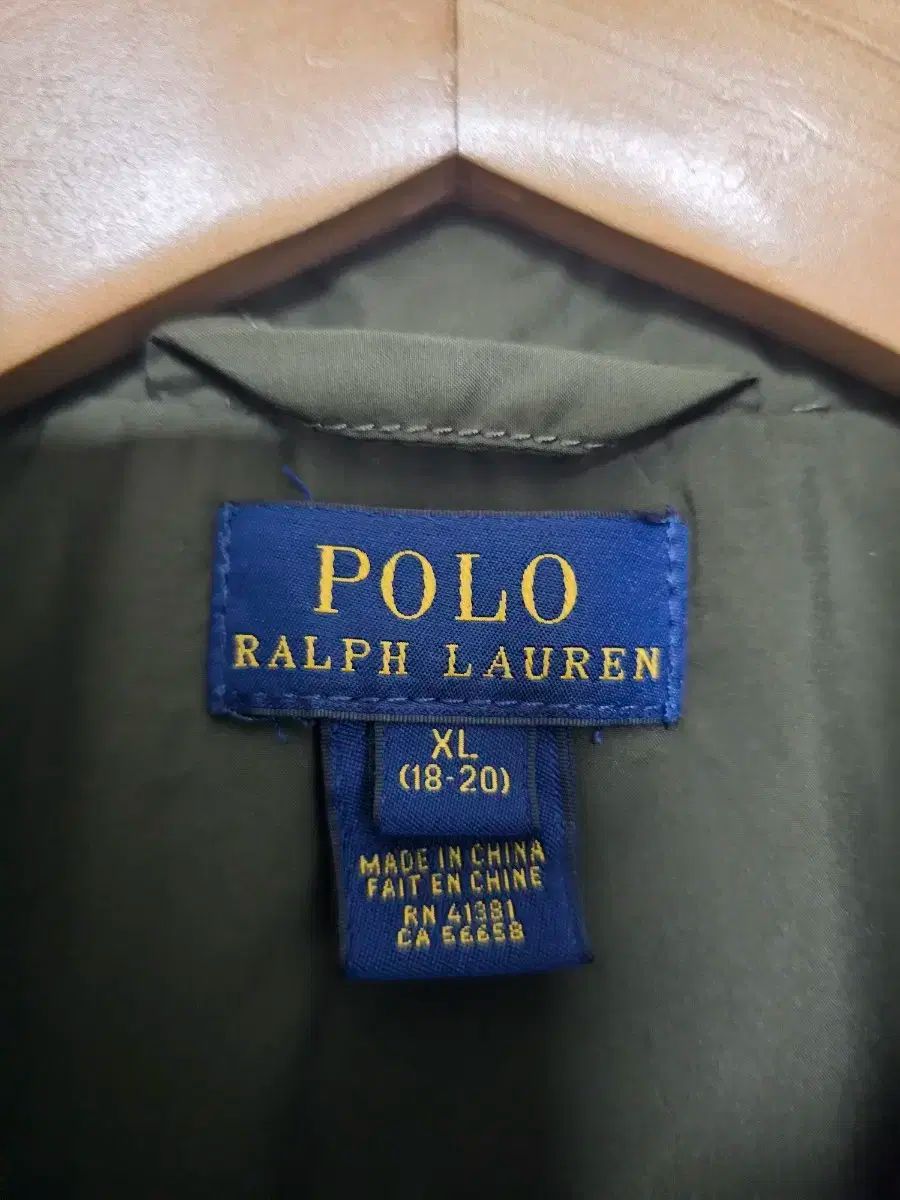 POLO
RALPH LAUREN
XL
(18-20)
MADE IN CHINA
FAIT EN CHINE
RN 41381
CA 56658